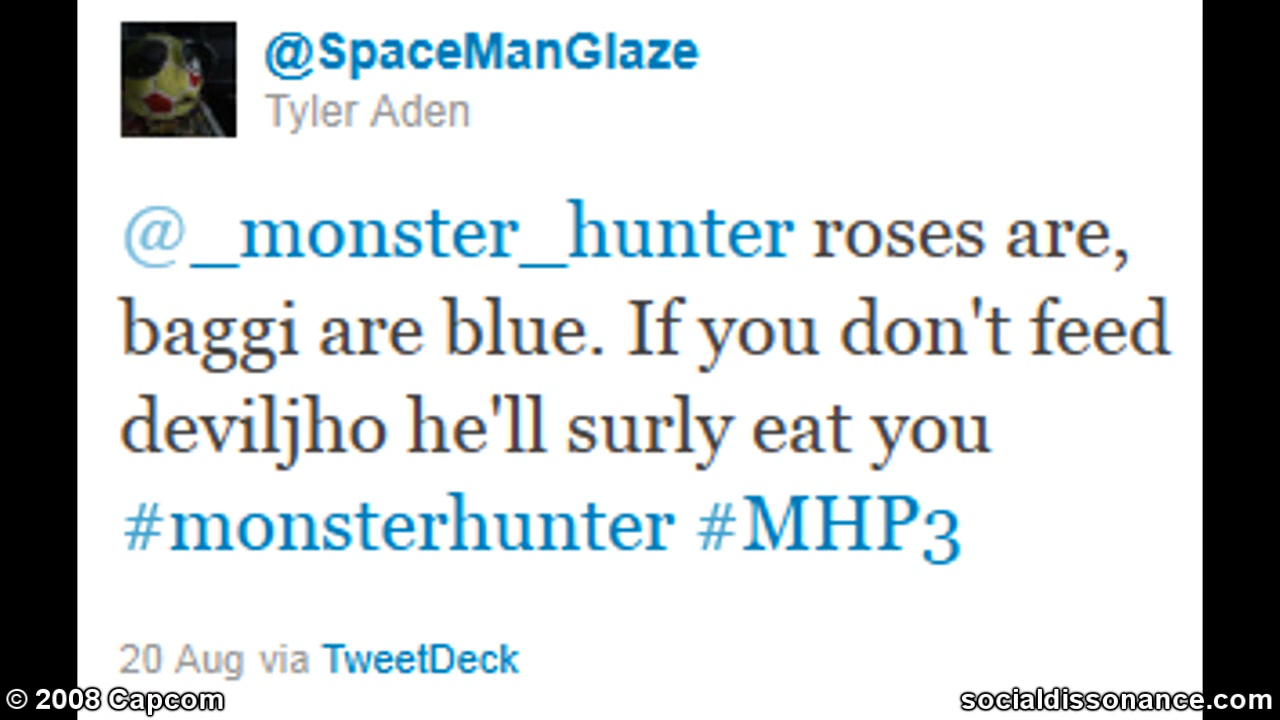 @SpaceManGlaze
Tyler Aden
@_monster_hunter roses are,
baggi are blue. If you don't feed
deviljho he'll surly eat you
#monsterhunter #MHP3
20 Aug via TweetDeck
© 2008 Capcom
socialdissonance.com